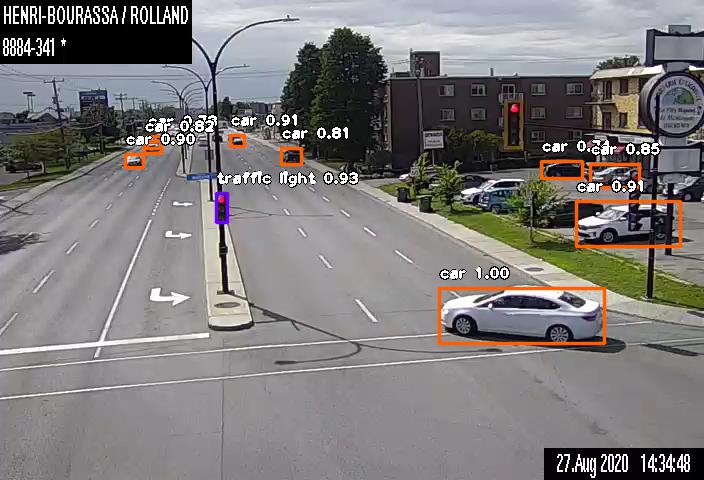 HENRI-BOURASSA / ROLLAND
8884-341 *
car 0.91
car 0.82
car 0.90
car 0.81
car 0.85
traffic light 0.93
car 0.91
car 1.00
27.Aug 2020 14:34:48